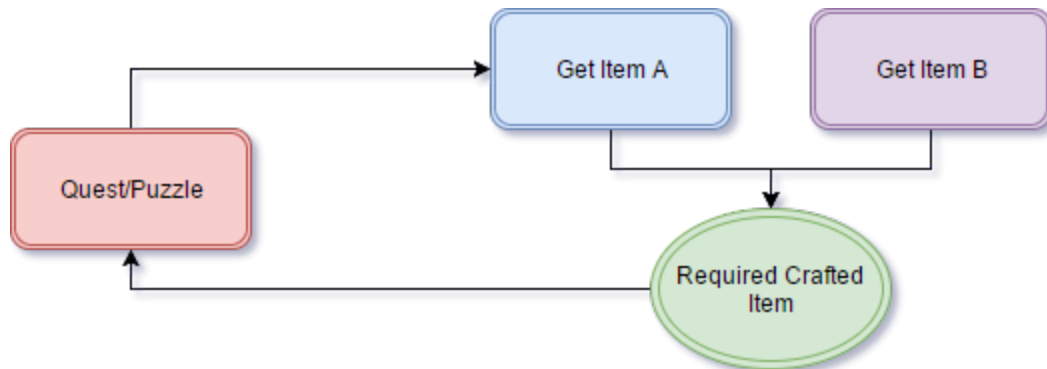 Get Item A
Get Item B
Quest/Puzzle
Required Crafted
Item